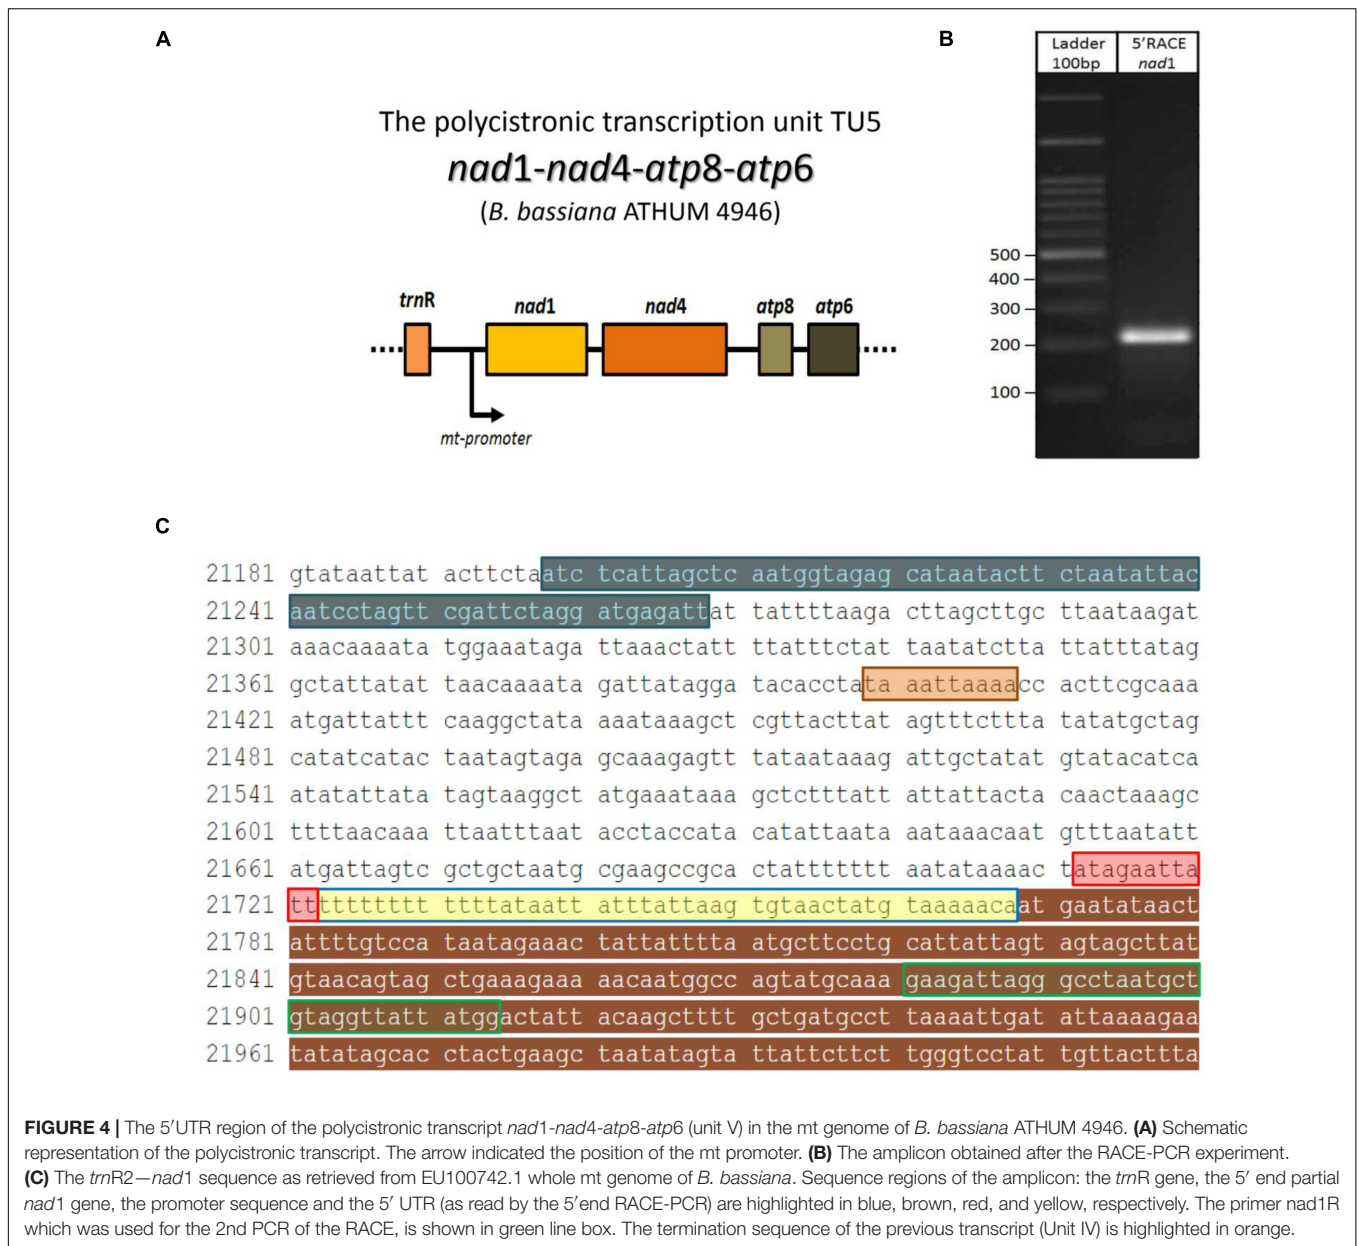 A
The polycistronic transcription unit TU5
nad1-nad4-atp8-atp6
(B. bassiana ATHUM 4946)
trnR
nad1
nad4
atp8
atp6
mt-promoter
B
Ladder 100bp
5'RACE nad1
500
400
300
200
100
C
21181 gtataattat acttctaatc tcattagctc aatggtagag cataatactt ctaatattac
21241 aatcctagtt cgattctagg atgagattat tattttaaga cttagcttgc ttaataagat
21301 aaacaaaata tggaaataga ttaaactatt ttatttctat taatatctta ttatttatag
21361 gctattatat taacaaaata gattatagga tacacctata aattaaaacc acttcgcaaa
21421 atgattattt caaggctata aaataaagct cgttacttat agtttcttta tatatgctag
21481 catatcatac taatagtaga gcaaagagtt tataataaag attgctatat gtatacatca
21541 atatattata tagtaaggct atgaaataaa gctctttatt attattacta caactaaagc
21601 ttttaacaaa ttaatttaat acctaccata catattaata aataaacaat gtttaatatt
21661 atgattagtc gctgctaatg cgaagccgca ctattttttt aatataaaac tatagaatta
21721 tttttttttt ttttataatt atttattaag tgtaactatg taaaaacaat gaatataact
21781 attttgtcca taatagaaac tattatttta atgcttcctg cattattagt agtagcttat
21841 gtaacagtag ctgaaagaaa aacaatggcc agtatgcaaa gaagattagg gcctaatgct
21901 gtaggttatt atggactatt acaagctttt gctgatgcct taaaattgat attaaaagaa
21961 tatatagcac ctactgaagc taatatagta ttattcttct tgggtcctat tgttacttta
FIGURE 4 | The 5′UTR region of the polycistronic transcript nad1-nad4-atp8-atp6 (unit V) in the mt genome of B. bassiana ATHUM 4946. (A) Schematic
representation of the polycistronic transcript. The arrow indicated the position of the mt promoter. (B) The amplicon obtained after the RACE-PCR experiment.
(C) The trnR2—nad1 sequence as retrieved from EU100742.1 whole mt genome of B. bassiana. Sequence regions of the amplicon: the trnR gene, the 5′ end partial
nad1 gene, the promoter sequence and the 5′ UTR (as read by the 5′end RACE-PCR) are highlighted in blue, brown, red, and yellow, respectively. The primer nad1R
which was used for the 2nd PCR of the RACE, is shown in green line box. The termination sequence of the previous transcript (Unit IV) is highlighted in orange.